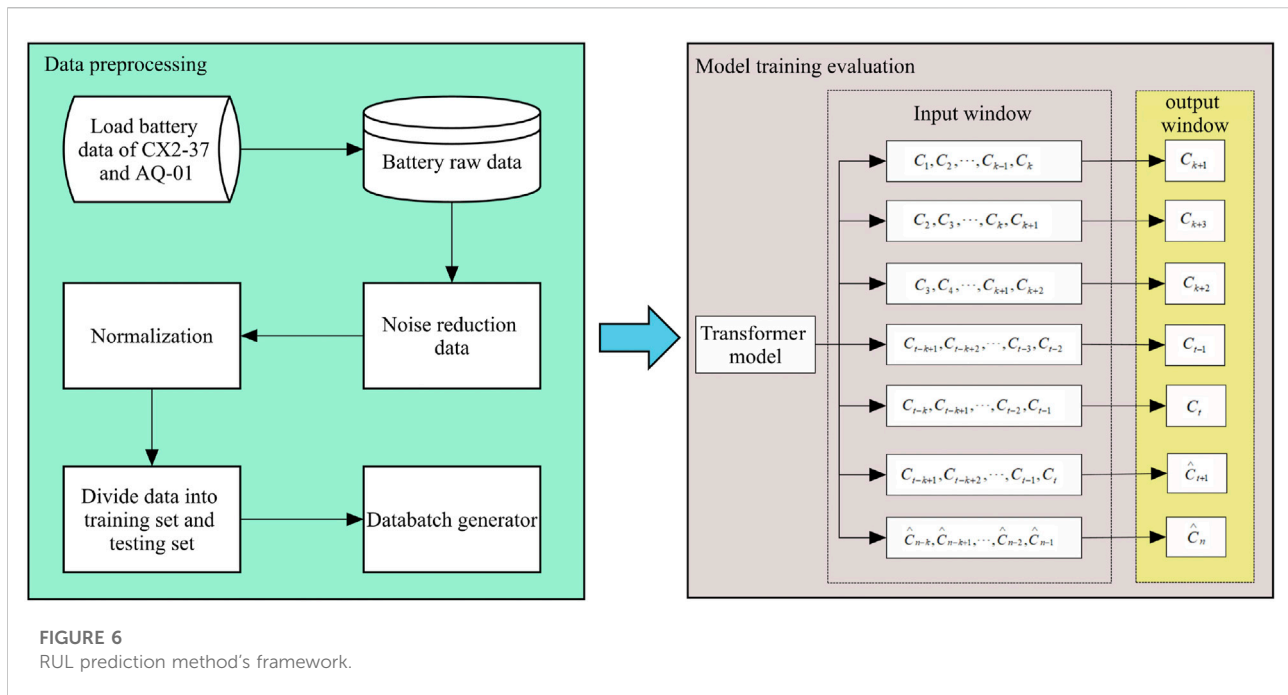 Data preprocessing
Load battery
data of CX2-37
and AQ-01
Battery raw data
Normalization
Noise reduction
data
Divide data into
training set and
testing set
Databatch generator
Model training evaluation
Input window
output
window
Transformer
model
C₁, C₂, ⋯, Cₖ₋₁, Cₖ
Cₖ₊₁
C₂, C₃, ⋯, Cₖ, Cₖ₊₁
Cₖ₊₃
C₃, C₄, ⋯, Cₖ₊₁, Cₖ₊₂
Cₖ₊₂
Cₜ₋ₖ₊₁, Cₜ₋ₖ₊₂, ⋯, Cₜ₋₃, Cₜ₋₂
Cₜ₋₁
Cₜ₋ₖ, Cₜ₋ₖ₊₁, ⋯, Cₜ₋₂, Cₜ₋₁
Cₜ
Cₜ₋ₖ₊₁, Cₜ₋ₖ₊₂, ⋯, Cₜ₋₁, Cₜ
Ĉₜ₊₁
Ĉₙ₋ₖ, Ĉₙ₋ₖ₊₁, ⋯, Ĉₙ₋₂, Ĉₙ₋₁
Ĉₙ
FIGURE 6
RUL prediction method's framework.